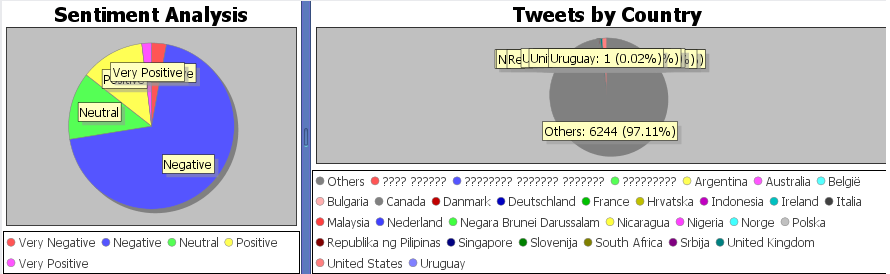 Sentiment Analysis
Very Positive
Neutral
Negative
Very Negative Negative Neutral Positive
Very Positive
Tweets by Country
Uruguay: 1 (0.02%)
Others: 6244 (97.11%)
Others ???? ?????? ???????? ??????? ??????? ????????? Argentina Australia België
Bulgaria Canada Danmark Deutschland France Hrvatska Indonesia Ireland Italia
Malaysia Nederland Negara Brunei Darussalam Nicaragua Nigeria Norge Polska
Republika ng Pilipinas Singapore Slovenija South Africa Srbija United Kingdom
United States Uruguay